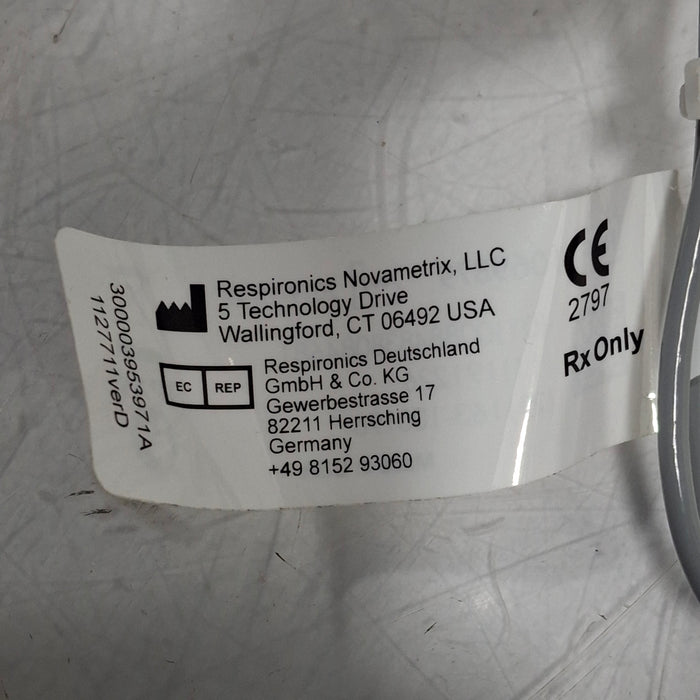 Respironics Novametrix, LLC
5 Technology Drive
Wallingford, CT 06492 USA
EC REP
Respironics Deutschland
GmbH & Co. KG
Gewerbestrasse 17
82211 Herrsching
Germany
+49 8152 93060
CE
2797
Rx Only
300003953971A
1127711verD